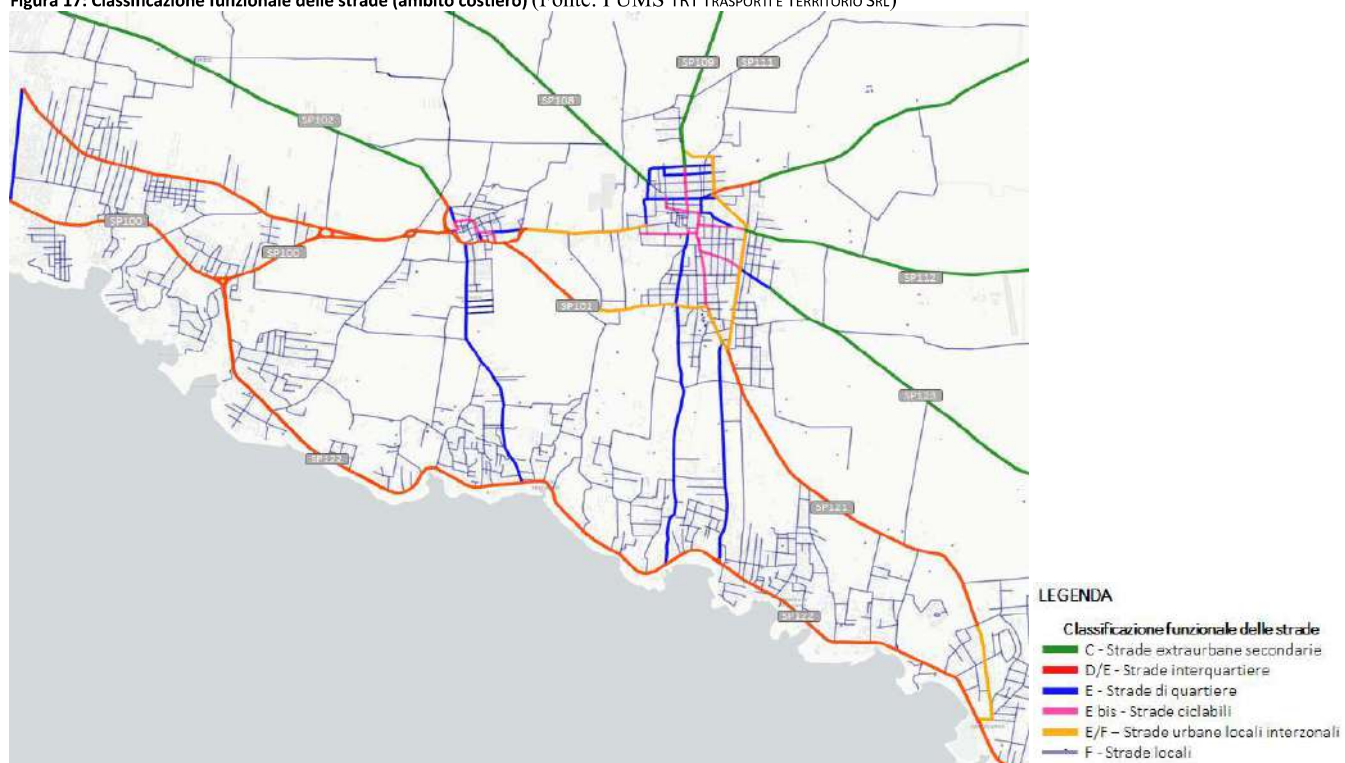 Figura 17: Classificazione funzionale delle strade (ambito costiero) (Fonte: PUMS TRT TRASPORTI E TERRITORIO SRL)
SP109
SP111
SP108
SP102
SP100
SP100
SP112
SP101
SP123
SP122
SP121
SP122
LEGENDA
Classificazione funzionale delle strade
C - Strade extraurbane secondarie
D/E - Strade interquartiere
E - Strade di quartiere
E bis - Strade ciclabili
E/F – Strade urbane locali interzonali
F - Strade locali